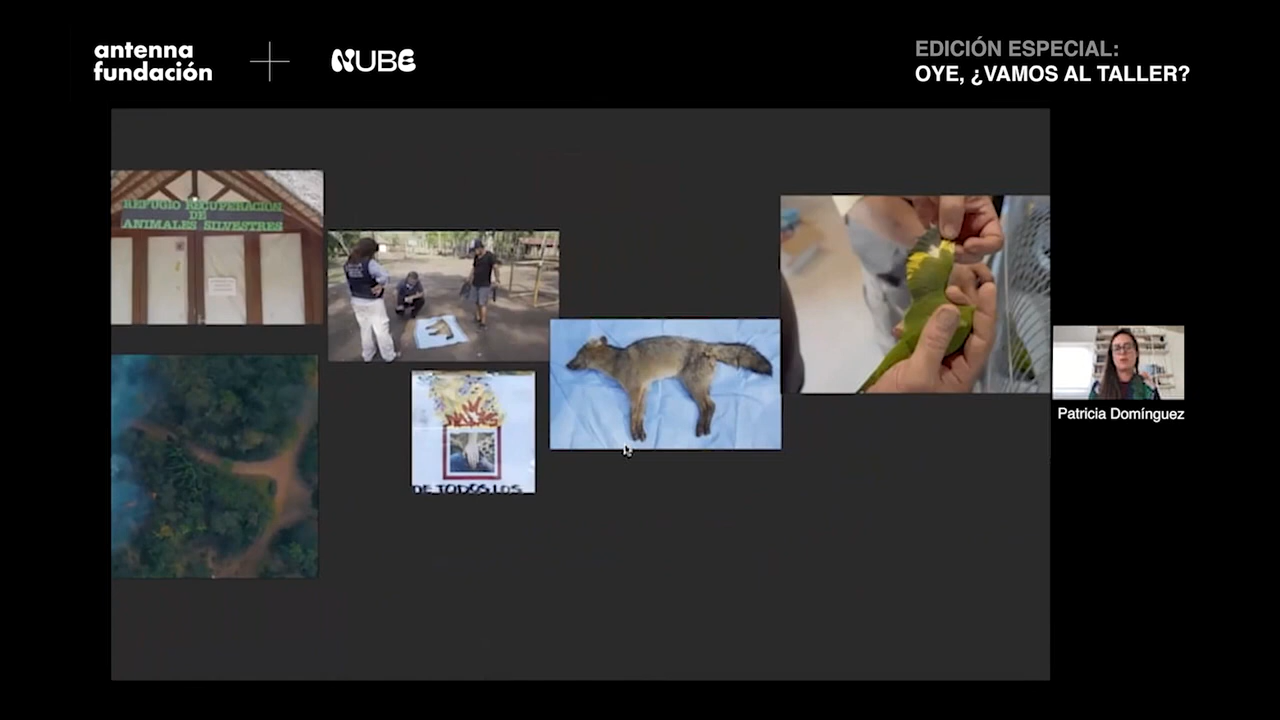 antenna
fundación
NUBE
EDICIÓN ESPECIAL:
OYE, ¿VAMOS AL TALLER?
REFUGIO RECUPERACIÓN
DE
ANIMALES SILVESTRES
DE TODOS LOS
Patricia Domínguez